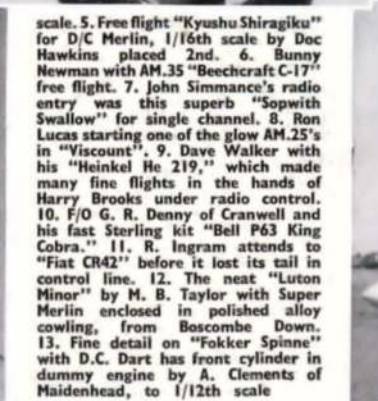 scale. 5. Free flight "Kyushu Shiragiku"
for D/C Merlin, 1/16th scale by Doc
Hawkins placed 2nd. 6. Bunny
Newman with AM.35 "Beechcraft C-17"
free flight. 7. John Simmance's radio
entry was this superb "Sopwith
Swallow" for single channel. 8. Ron
Lucas starting one of the glow AM.25's
in "Viscount". 9. Dave Walker with
his "Heinkel He 219," which made
many fine flights in the hands of
Harry Brooks under radio control.
10. F/O G. R. Denny of Cranwell and
his fast Sterling kit "Bell P63 King
Cobra." 11. R. Ingram attends to
"Fiat CR42" before it lost its tail in
control line. 12. The neat "Luton
Minor" by M. B. Taylor with Super
Merlin enclosed in polished alloy
cowling, from Boscombe Down.
13. Fine detail on "Fokker Spinne"
with D.C. Dart has front cylinder in
dummy engine by A. Clements of
Maidenhead, to 1/12th scale